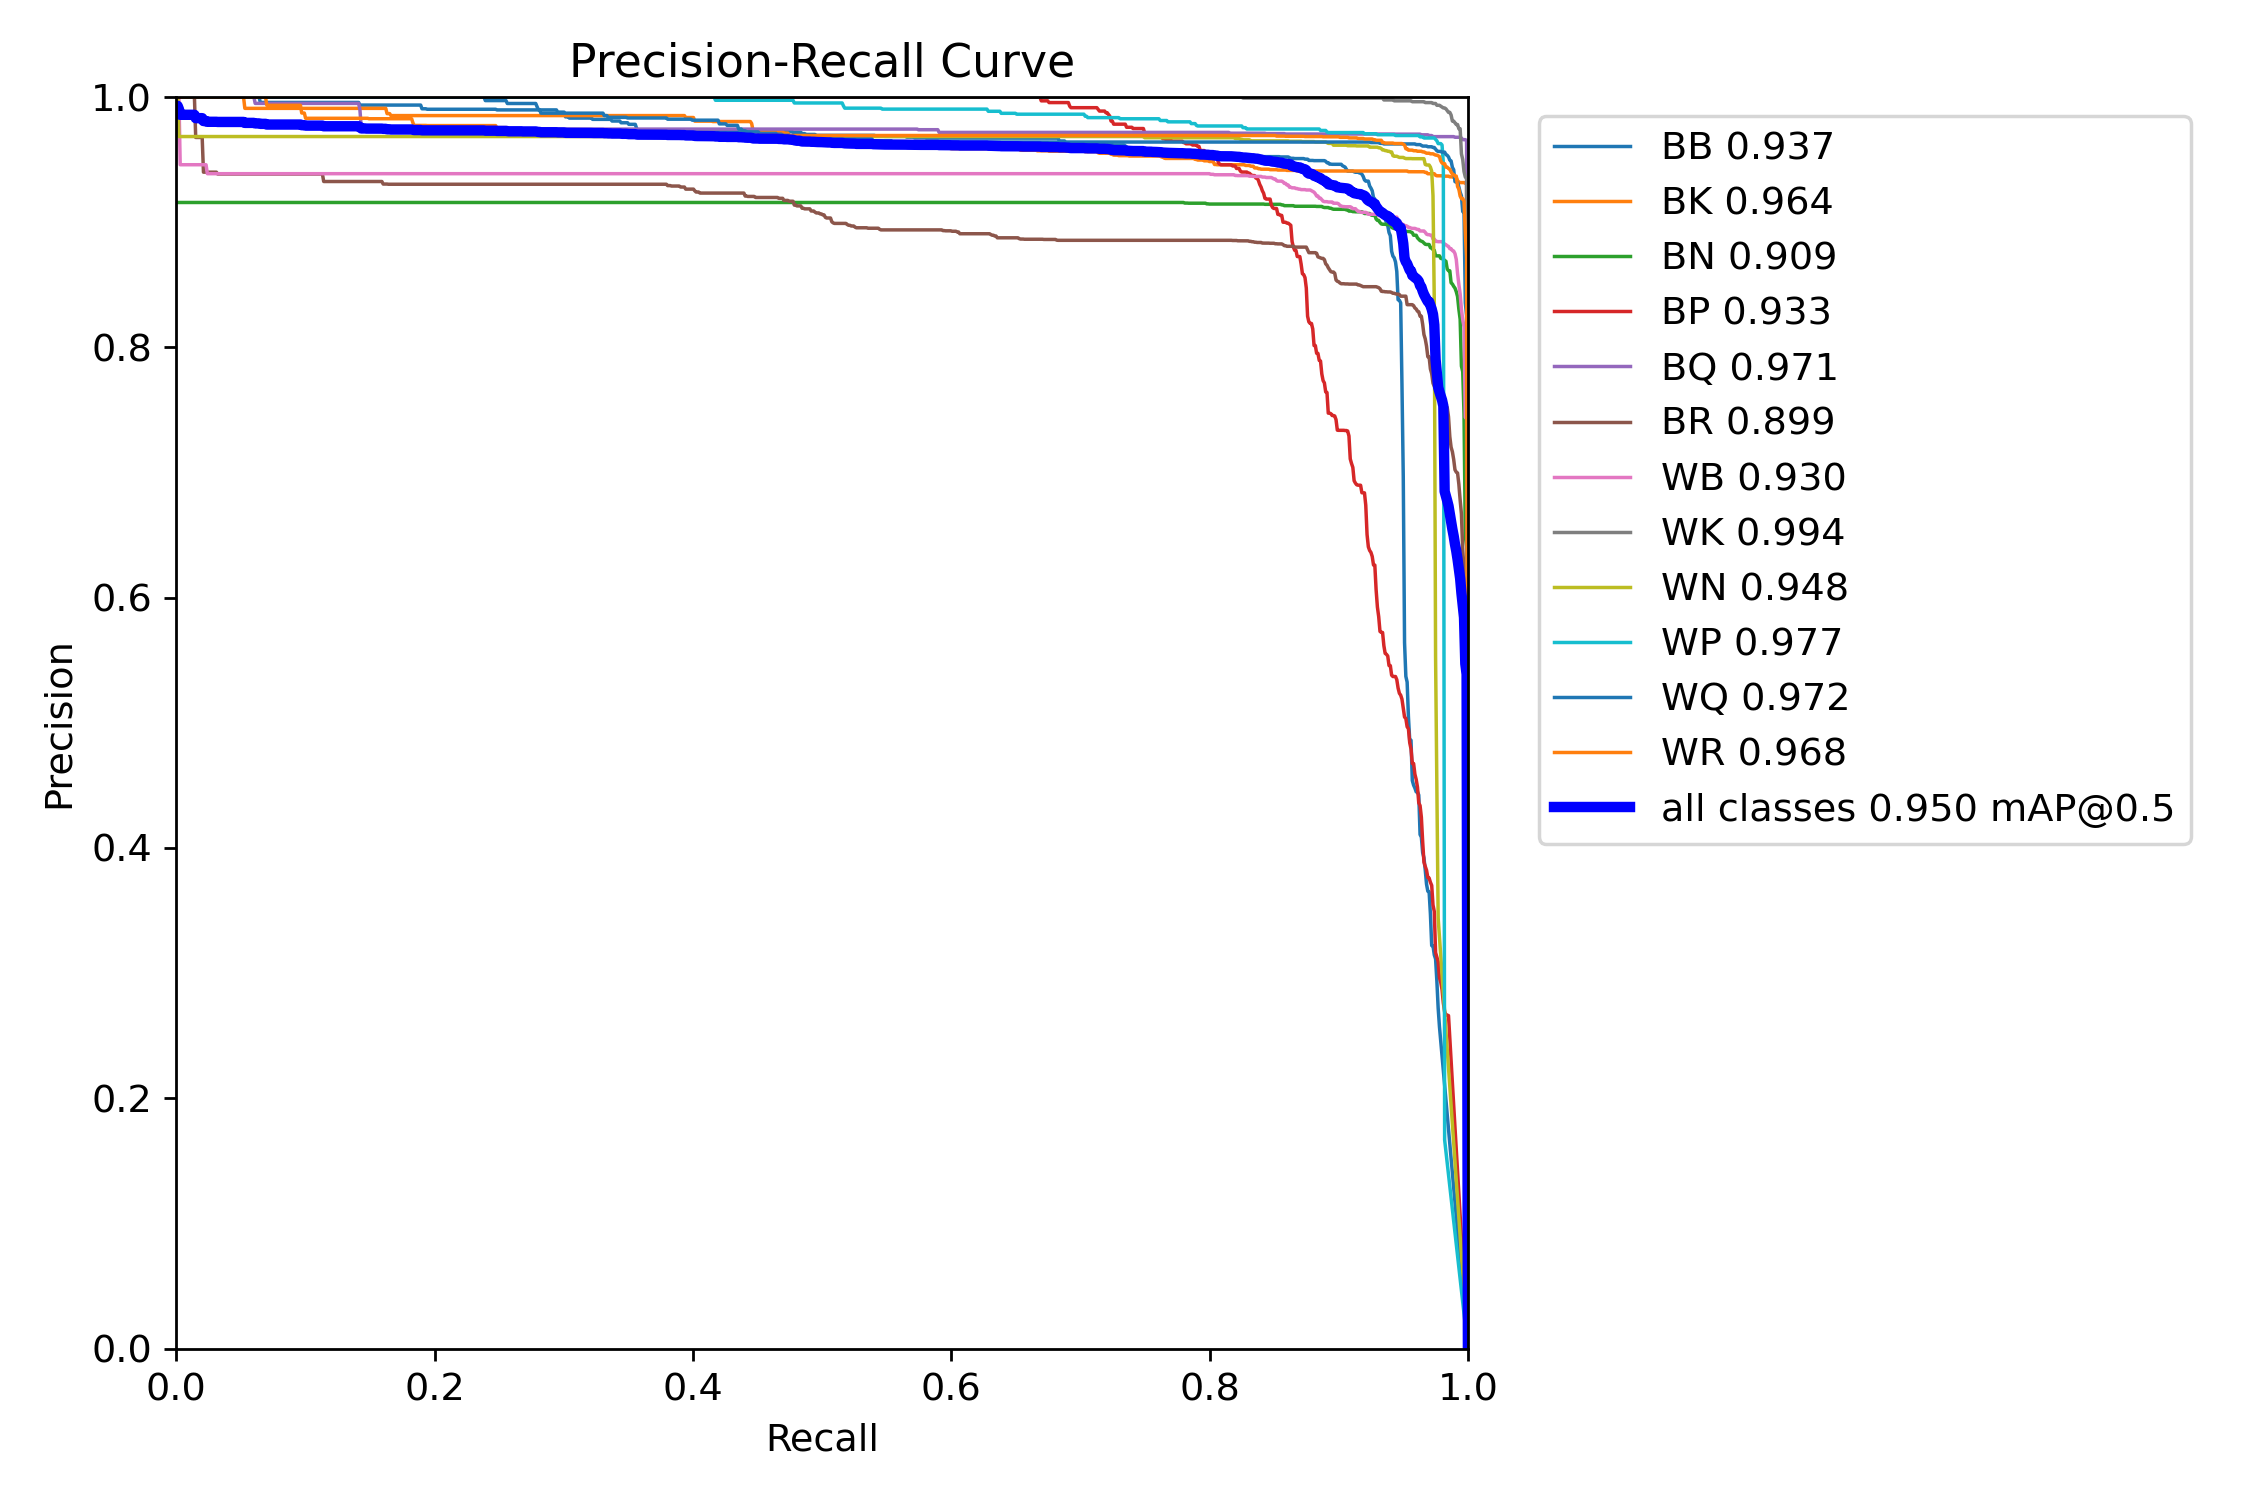 Precision-Recall Curve
1.0
0.8
0.6
0.4
0.2
0.0
Precision
0.0 0.2 0.4 0.6 0.8 1.0
Recall
BB 0.937
BK 0.964
BN 0.909
BP 0.933
BQ 0.971
BR 0.899
WB 0.930
WK 0.994
WN 0.948
WP 0.977
WQ 0.972
WR 0.968
all classes 0.950 mAP@0.5